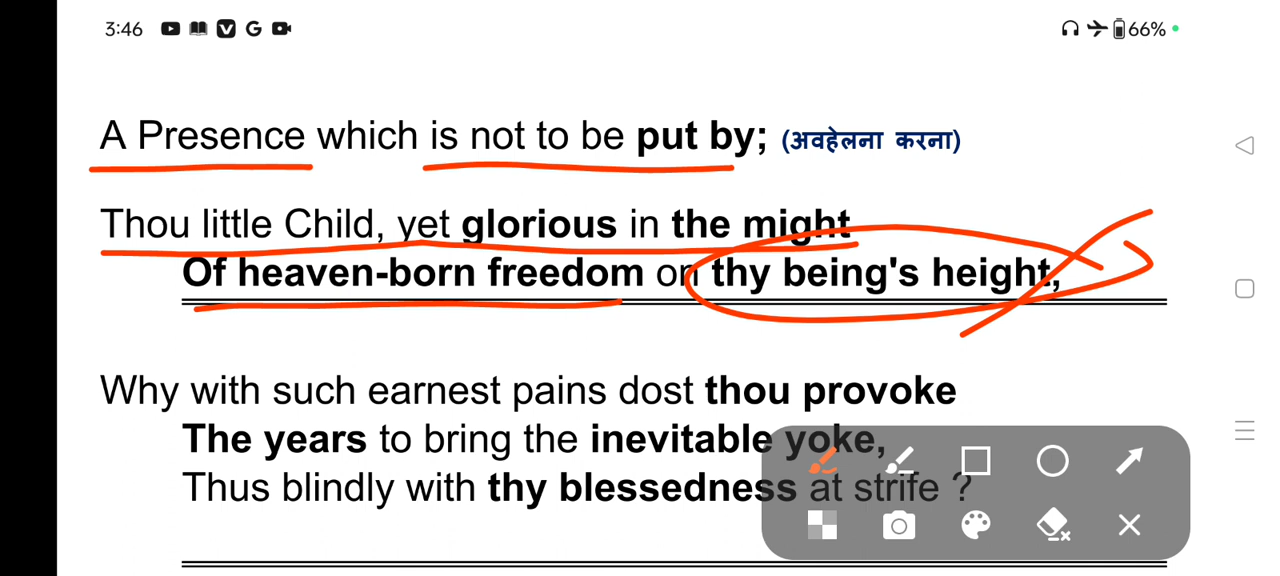 3:46 66%
A Presence which is not to be put by; (अवहेलना करना)
Thou little Child, yet glorious in the might
Of heaven-born freedom on thy being's height,
Why with such earnest pains dost thou provoke
The years to bring the inevitable yoke,
Thus blindly with thy blessedness at strife ?